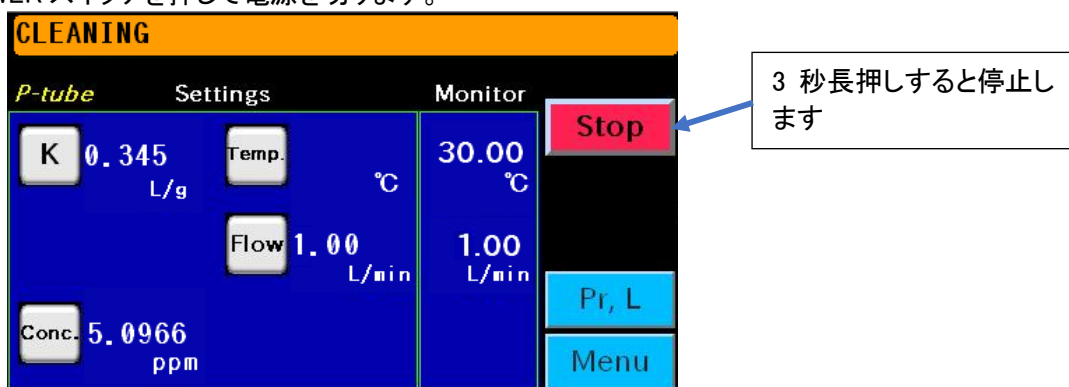 スイッチを押して電源を切ります。
CLEANING
P-tube Settings Monitor
K 0.345 L/g
Temp. ℃
30.00 ℃
Stop
3 秒長押しすると停止し
ます
Flow 1.00 L/min
1.00 L/min
Pr, L
Conc. 5.0966 ppm
Menu